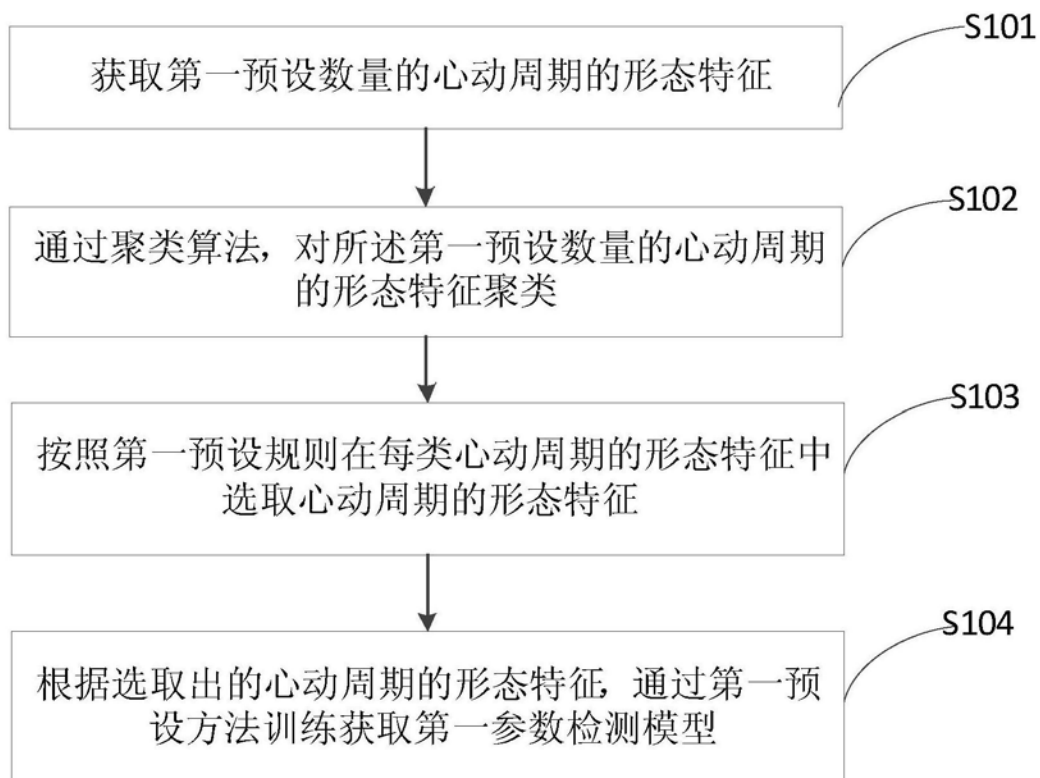 S101
获取第一预设数量的心动周期的形态特征
S102
通过聚类算法，对所述第一预设数量的心动周期
的形态特征聚类
S103
按照第一预设规则在每类心动周期的形态特征中
选取心动周期的形态特征
S104
根据选取出的心动周期的形态特征，通过第一预
设方法训练获取第一参数检测模型